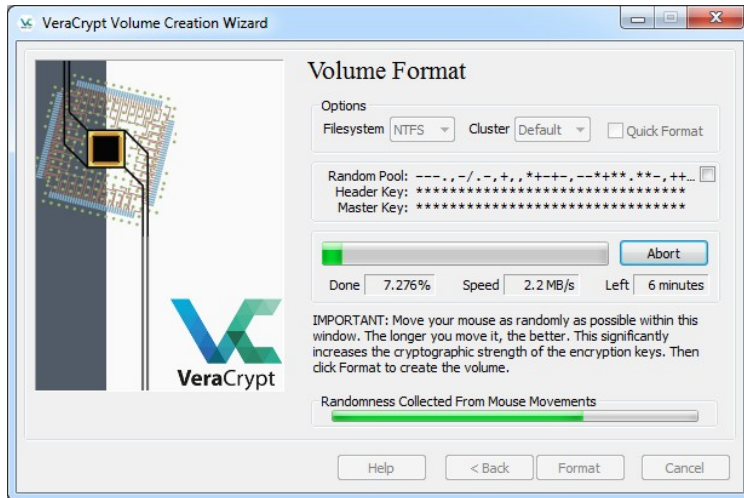 VeraCrypt Volume Creation Wizard
Volume Format
Options
Filesystem NTFS Cluster Default Quick Format
Random Pool: ---.,-/.-,+,,*+-+-,--*+**.**-,++...
Header Key: ********************************
Master Key: ********************************
Abort
Done 7.276% Speed 2.2 MB/s Left 6 minutes
IMPORTANT: Move your mouse as randomly as possible within this
window. The longer you move it, the better. This significantly
increases the cryptographic strength of the encryption keys. Then
click Format to create the volume.
Randomness Collected From Mouse Movements
VeraCrypt
Help < Back Format Cancel